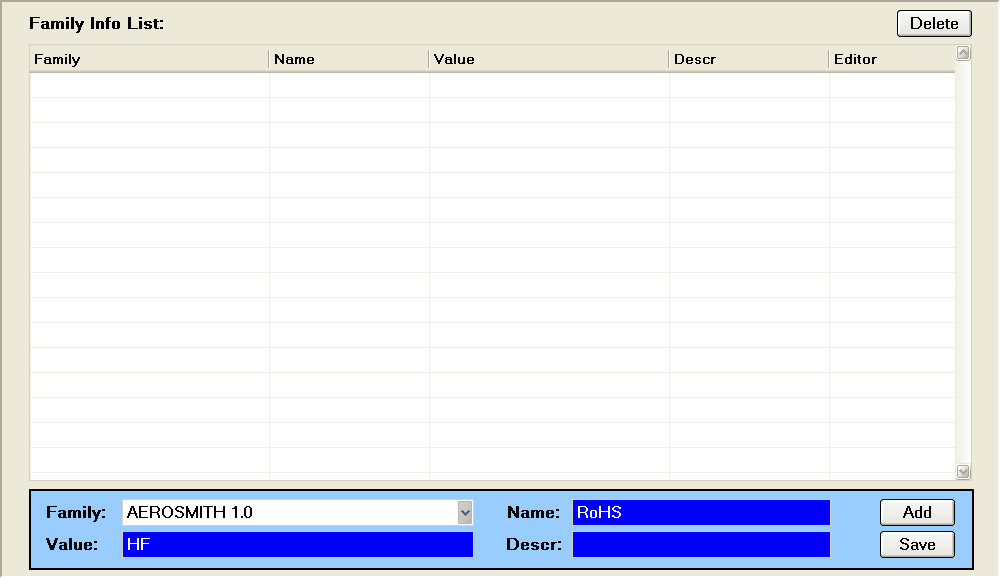 Family Info List: Delete
Family Name Value Descr Editor
Family: AEROSMITH 1.0 Name: RoHS Add
Value: HF Descr: Save